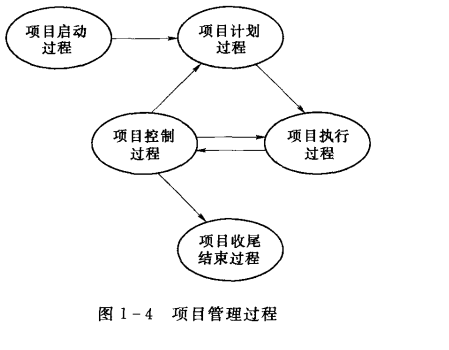 项目启动
过程
项目计划
过程
项目控制
过程
项目执行
过程
项目收尾
结束过程
图1-4 项目管理过程